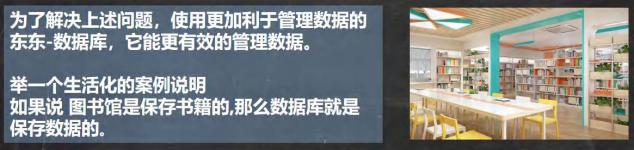 为了解决上述问题，使用更加利于管理数据的
东东-数据库，它能更有效的管理数据。
举一个生活化的案例说明
如果说 图书馆是保存书籍的,那么数据库就是
保存数据的。